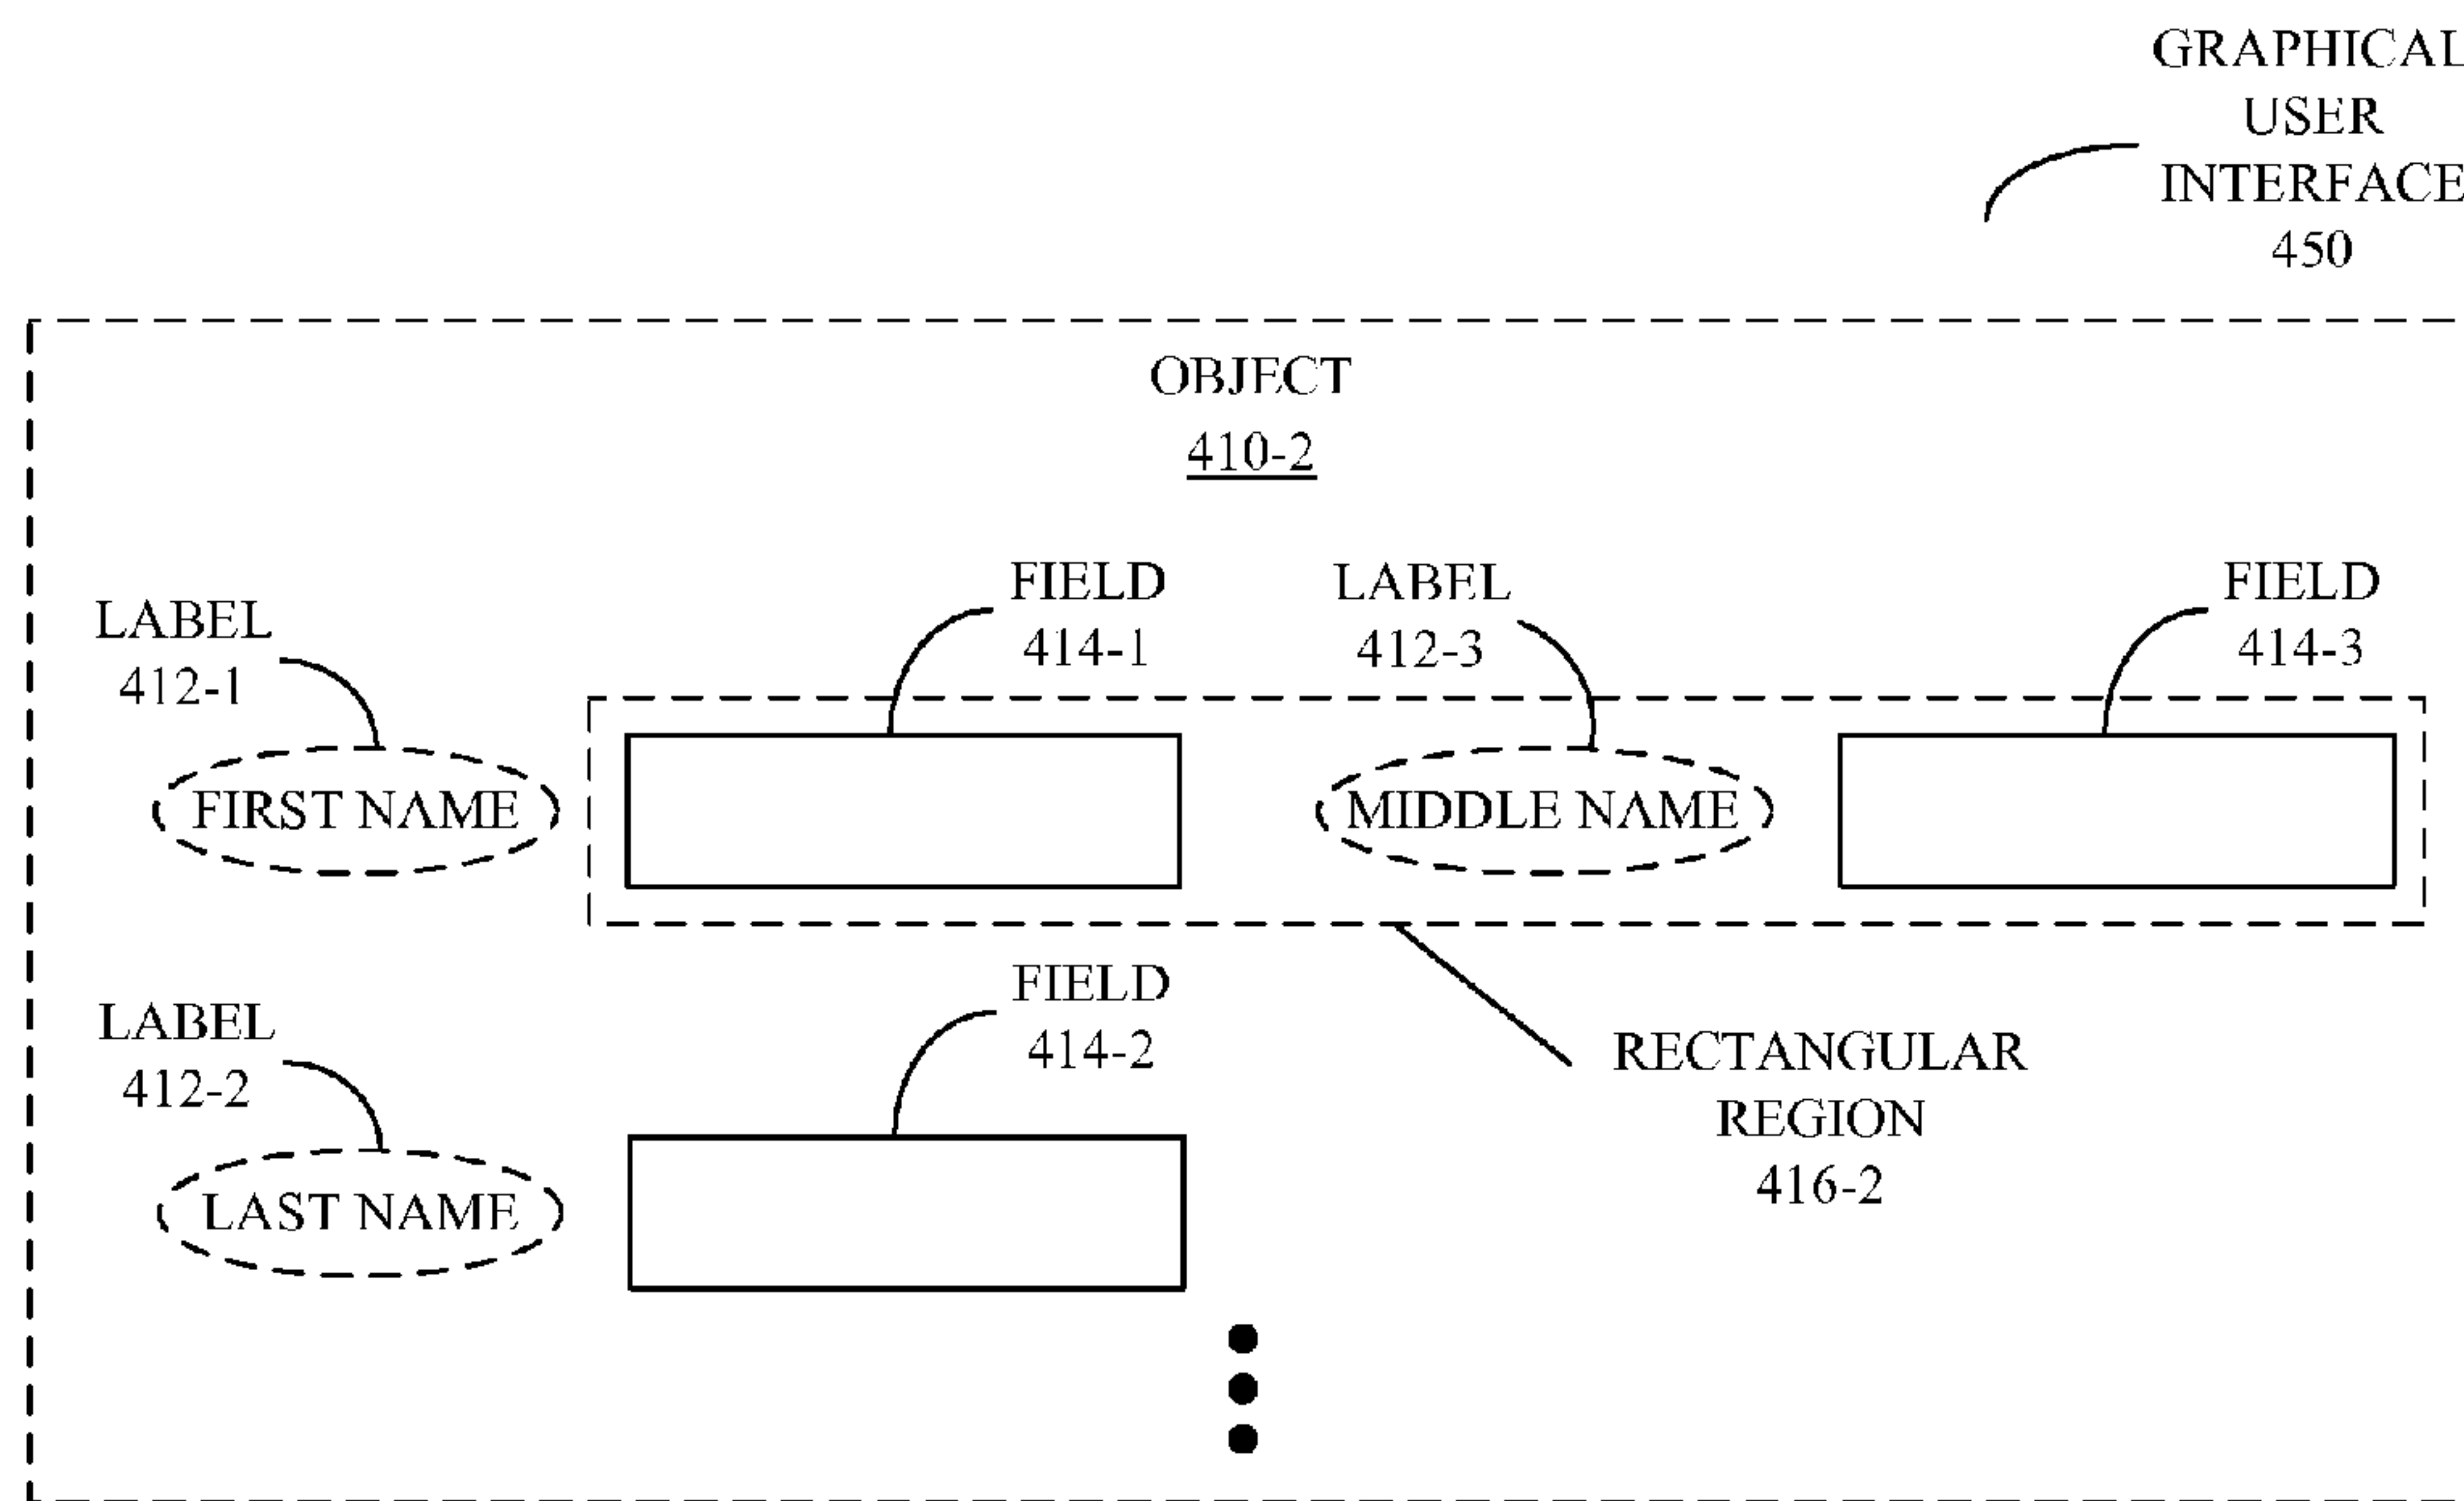 GRAPHICAL
USER
INTERFACE
450
OBJECT
410-2
LABEL
412-1
FIELD
414-1
LABEL
412-3
FIELD
414-3
FIRST NAME
MIDDLE NAME
LABEL
412-2
FIELD
414-2
RECTANGULAR
REGION
416-2
LAST NAME